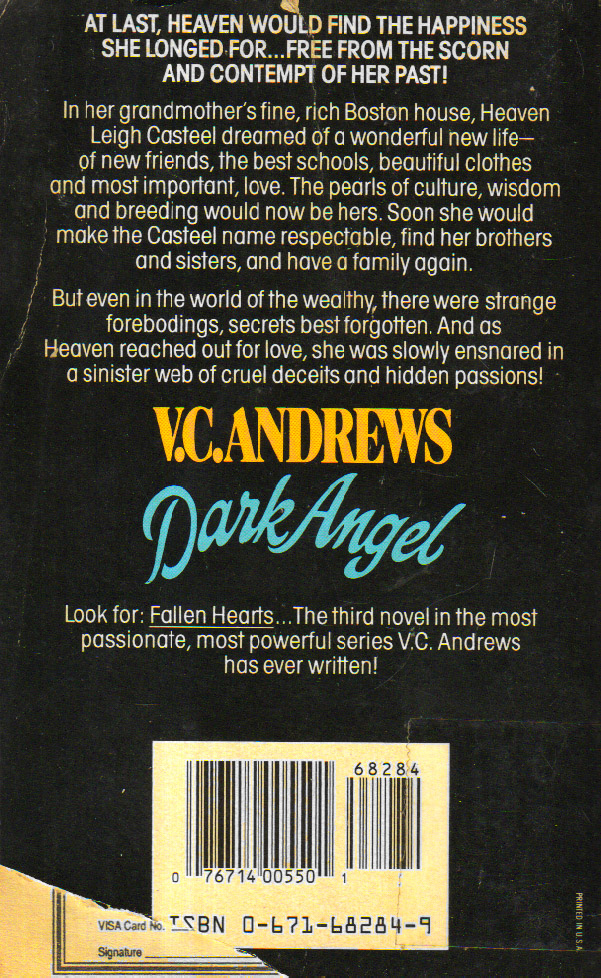 AT LAST, HEAVEN WOULD FIND THE HAPPINESS
SHE LONGED FOR...FREE FROM THE SCORN
AND CONTEMPT OF HER PAST!
In her grandmother's fine, rich Boston house, Heaven
Leigh Casteel dreamed of a wonderful new life—
of new friends, the best schools, beautiful clothes
and most important, love. The pearls of culture, wisdom
and breeding would now be hers. Soon she would
make the Casteel name respectable, find her brothers
and sisters, and have a family again.
But even in the world of the wealthy, there were strange
forebodings, secrets best forgotten. And as
Heaven reached out for love, she was slowly ensnared in
a sinister web of cruel deceits and hidden passions!
V.C. ANDREWS
Dark Angel
Look for: Fallen Hearts...The third novel in the most
passionate, most powerful series V.C. Andrews
has ever written!
68284
0 76714 00550 1
ISBN 0-671-68284-9
VISA Card No.
Signature
PRINTED IN U.S.A.